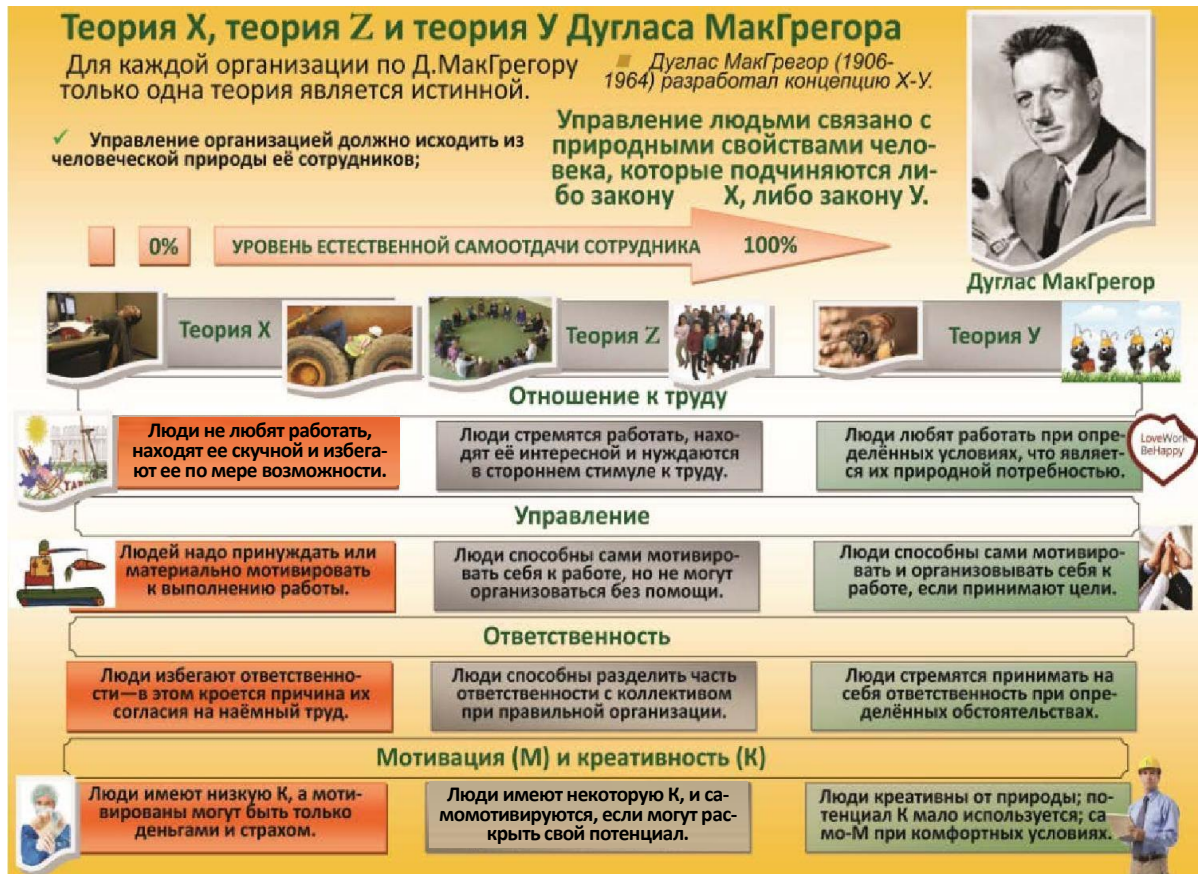 Теория Х, теория Z и теория У Дугласа МакГрегора
Для каждой организации по Д.МакГрегору
только одна теория является истинной.
Дуглас МакГрегор (1906-
1964) разработал концепцию Х-У.
✓ Управление организацией должно исходить из
человеческой природы её сотрудников;
Управление людьми связано с
природными свойствами чело-
века, которые подчиняются ли-
бо закону Х, либо закону У.
0% УРОВЕНЬ ЕСТЕСТВЕННОЙ САМООТДАЧИ СОТРУДНИКА 100%
Дуглас МакГрегор
Теория Х
Теория Z
Теория У
Отношение к труду
Люди не любят работать,
находят ее скучной и избега-
ют ее по мере возможности.
Люди стремятся работать, нахо-
дят её интересной и нуждаются
в стороннем стимуле к труду.
Люди любят работать при опре-
делённых условиях, что являет-
ся их природной потребностью.
LoveWork
BeHappy
Управление
Людей надо принуждать или
материально мотивировать
к выполнению работы.
Люди способны сами мотивиро-
вать себя к работе, но не могут
организоваться без помощи.
Люди способны сами мотивиро-
вать и организовывать себя к
работе, если принимают цели.
Ответственность
Люди избегают ответственно-
сти—в этом кроется причина их
согласия на наёмный труд.
Люди способны разделить часть
ответственности с коллективом
при правильной организации.
Люди стремятся принимать на
себя ответственность при опре-
делённых обстоятельствах.
Мотивация (М) и креативность (К)
Люди имеют низкую К, а моти-
вированы могут быть только
деньгами и страхом.
Люди имеют некоторую К, и са-
момотивируются, если могут рас-
крыть свой потенциал.
Люди креативны от природы; по-
тенциал К мало используется; са-
мо-М при комфортных условиях.